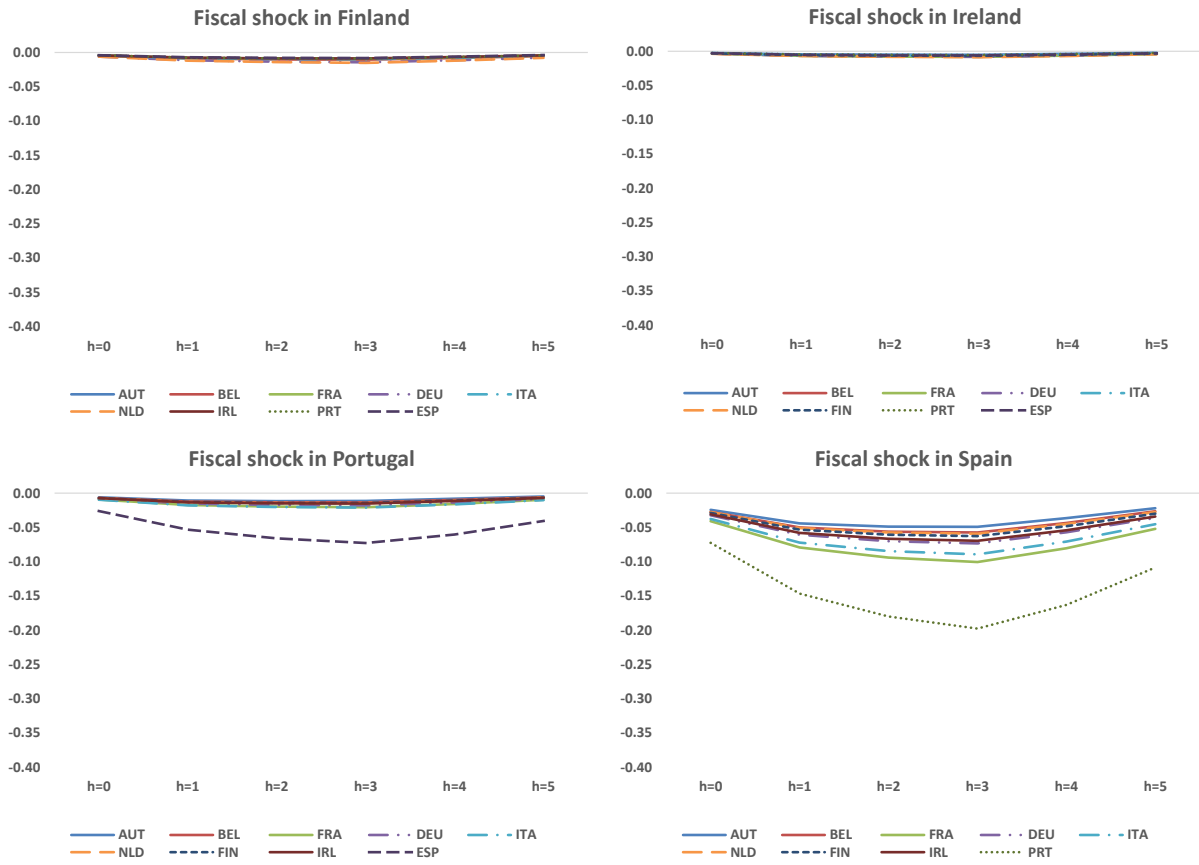 Fiscal shock in Finland
0.00
-0.05
-0.10
-0.15
-0.20
-0.25
-0.30
-0.35
-0.40
h=0 h=1 h=2 h=3 h=4 h=5
AUT BEL FRA DEU ITA
NLD IRL PRT ESP
Fiscal shock in Ireland
0.00
-0.05
-0.10
-0.15
-0.20
-0.25
-0.30
-0.35
-0.40
h=0 h=1 h=2 h=3 h=4 h=5
AUT BEL FRA DEU ITA
NLD FIN PRT ESP
Fiscal shock in Portugal
0.00
-0.05
-0.10
-0.15
-0.20
-0.25
-0.30
-0.35
-0.40
h=0 h=1 h=2 h=3 h=4 h=5
AUT BEL FRA DEU ITA
NLD FIN IRL ESP
Fiscal shock in Spain
0.00
-0.05
-0.10
-0.15
-0.20
-0.25
-0.30
-0.35
-0.40
h=0 h=1 h=2 h=3 h=4 h=5
AUT BEL FRA DEU ITA
NLD FIN IRL PRT